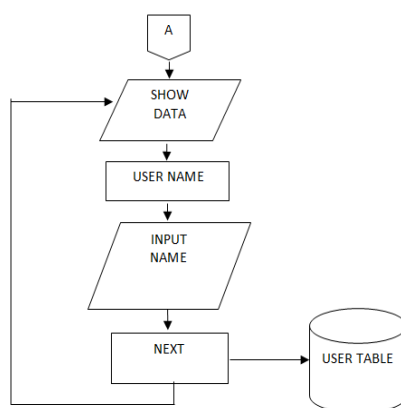 A
SHOW
DATA
USER NAME
INPUT
NAME
NEXT
USER TABLE